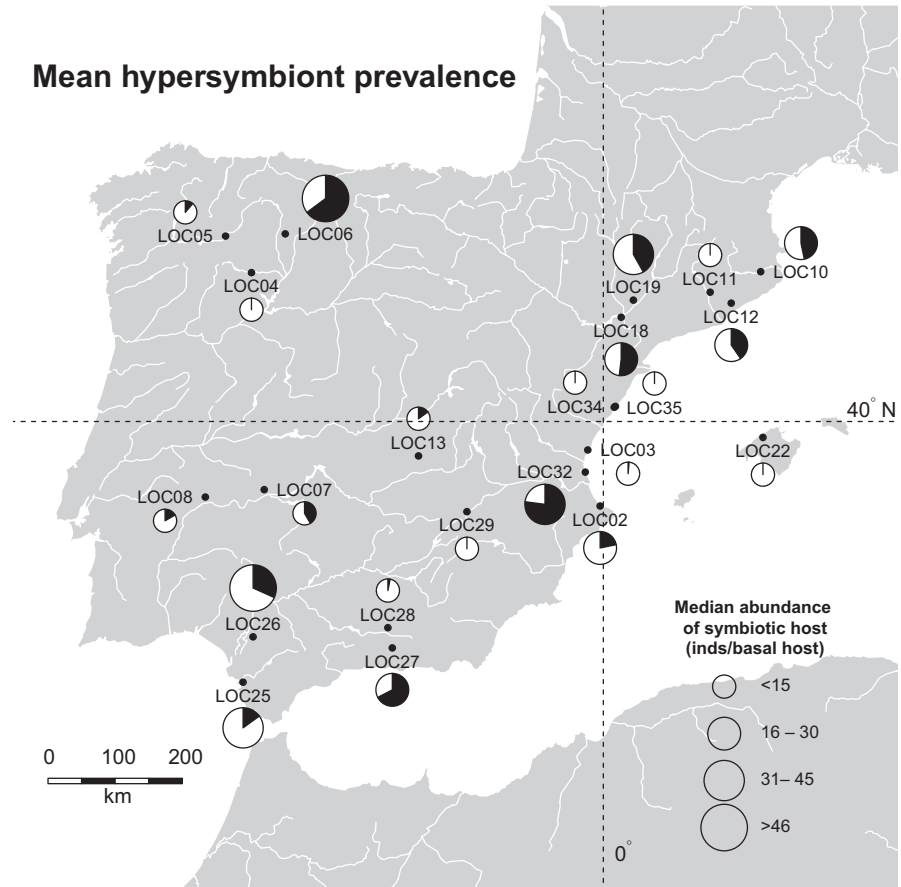 Mean hypersymbiont prevalence
LOC05
LOC06
LOC04
LOC19
LOC11
LOC10
LOC12
LOC18
LOC34
LOC35
40° N
LOC13
LOC03
LOC22
LOC32
LOC08
LOC07
LOC29
LOC02
LOC26
LOC28
LOC27
LOC25
Median abundance
of symbiotic host
(inds/basal host)
<15
16 – 30
31– 45
>46
0 100 200
km
0°